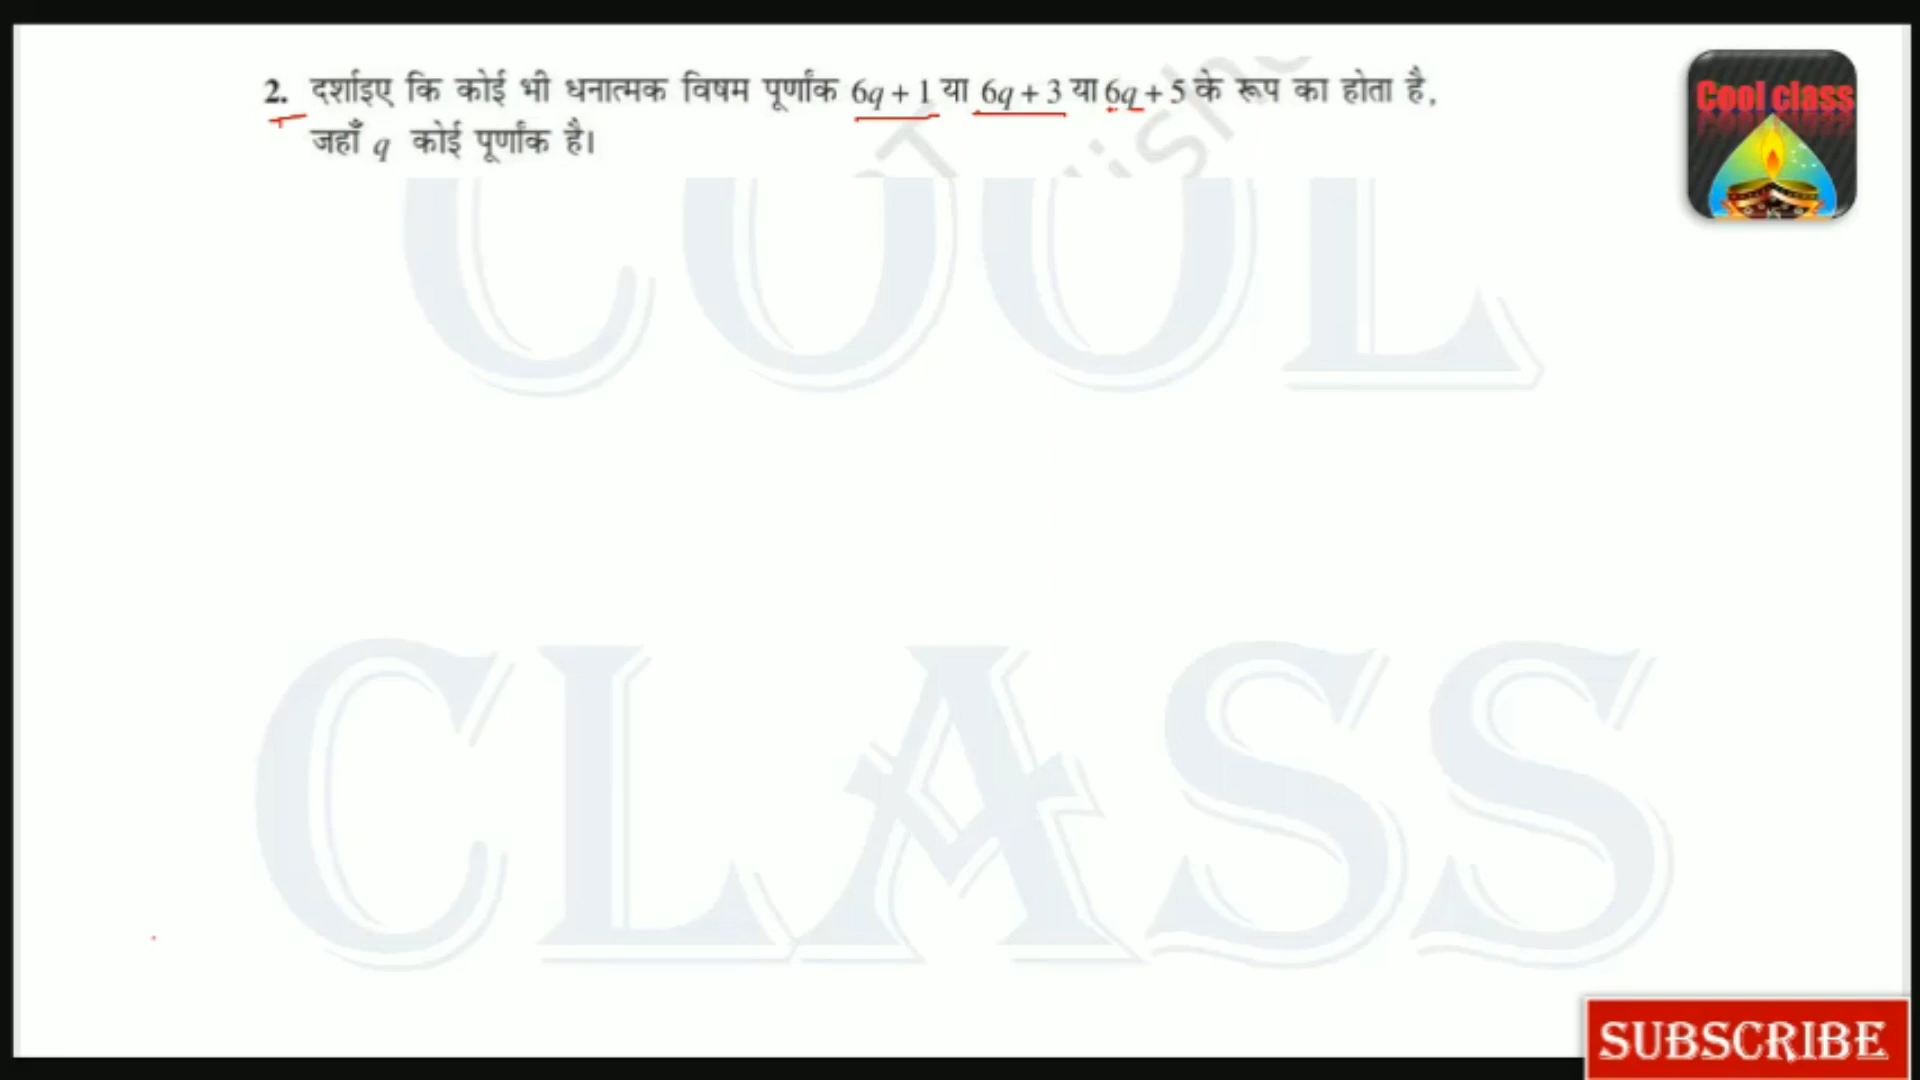 2. दर्शाइए कि कोई भी धनात्मक विषम पूर्णांक 6q + 1 या 6q + 3 या 6q + 5 के रूप का होता है,
जहाँ q कोई पूर्णांक है।
Cool class
COOL
CLASS
SUBSCRIBE